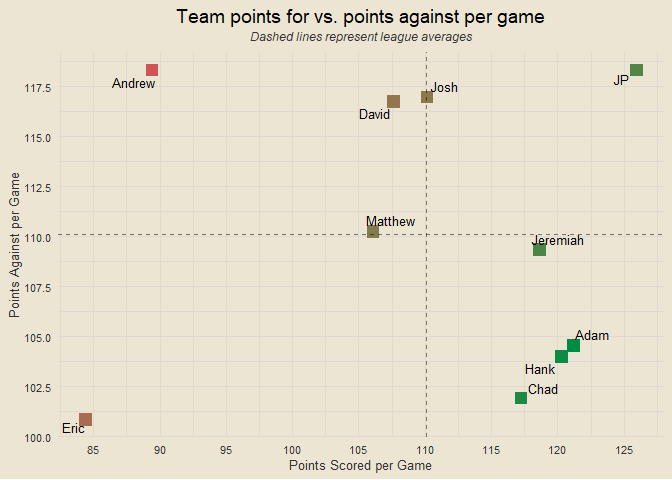 Team points for vs. points against per game
Dashed lines represent league averages
Andrew
JP
Josh
David
Matthew
Jeremiah
Adam
Hank
Chad
Eric
Points Against per Game
117.5
115.0
112.5
110.0
107.5
105.0
102.5
100.0
85 90 95 100 105 110 115 120 125
Points Scored per Game